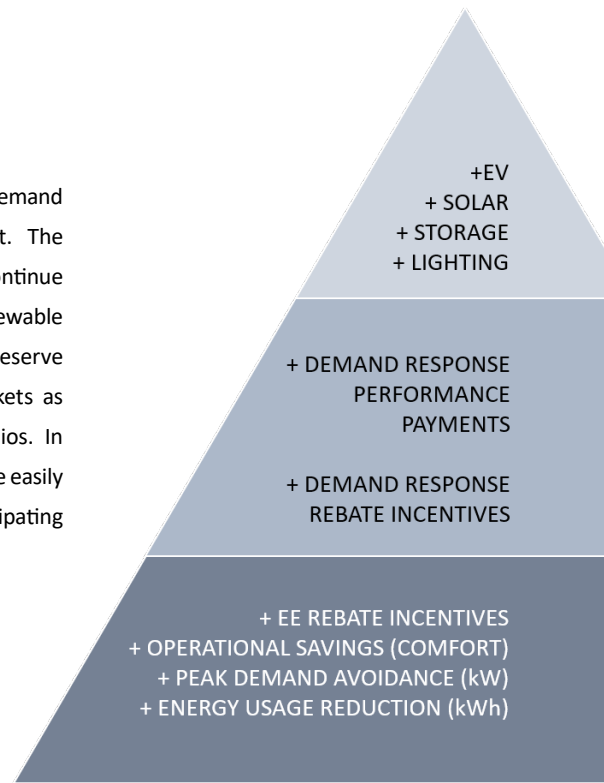 emand
t. The
ontinue
ewable
eserve
kets as
ios. In
e easily
ipating
+EV
+ SOLAR
+ STORAGE
+ LIGHTING
+ DEMAND RESPONSE
PERFORMANCE
PAYMENTS
+ DEMAND RESPONSE
REBATE INCENTIVES
+ EE REBATE INCENTIVES
+ OPERATIONAL SAVINGS (COMFORT)
+ PEAK DEMAND AVOIDANCE (kW)
+ ENERGY USAGE REDUCTION (kWh)